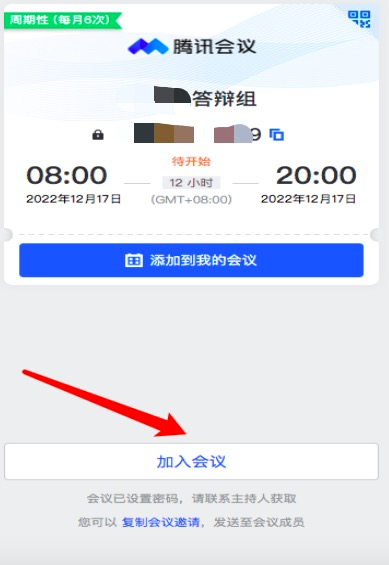 周期性 (每月6次)
腾讯会议
答辩组
9
待开始
08:00
12 小时
20:00
2022年12月17日
(GMT+08:00)
2022年12月17日
添加到我的会议
加入会议
会议已设置密码，请联系主持人获取
您可以 复制会议邀请，发送至会议成员